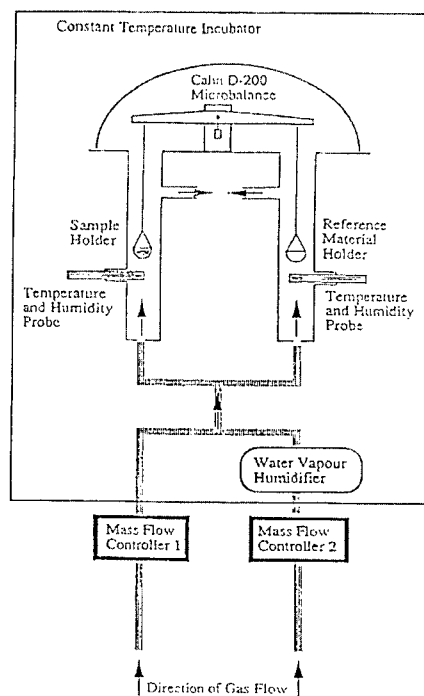 Constant Temperature Incubator
Cahn D-200
Microbalance
Sample
Holder
Reference
Material
Holder
Temperature
and Humidity
Probe
Temperature
and Humidity
Probe
Water Vapour
Humidifier
Mass Flow
Controller 1
Mass Flow
Controller 2
Direction of Gas Flow